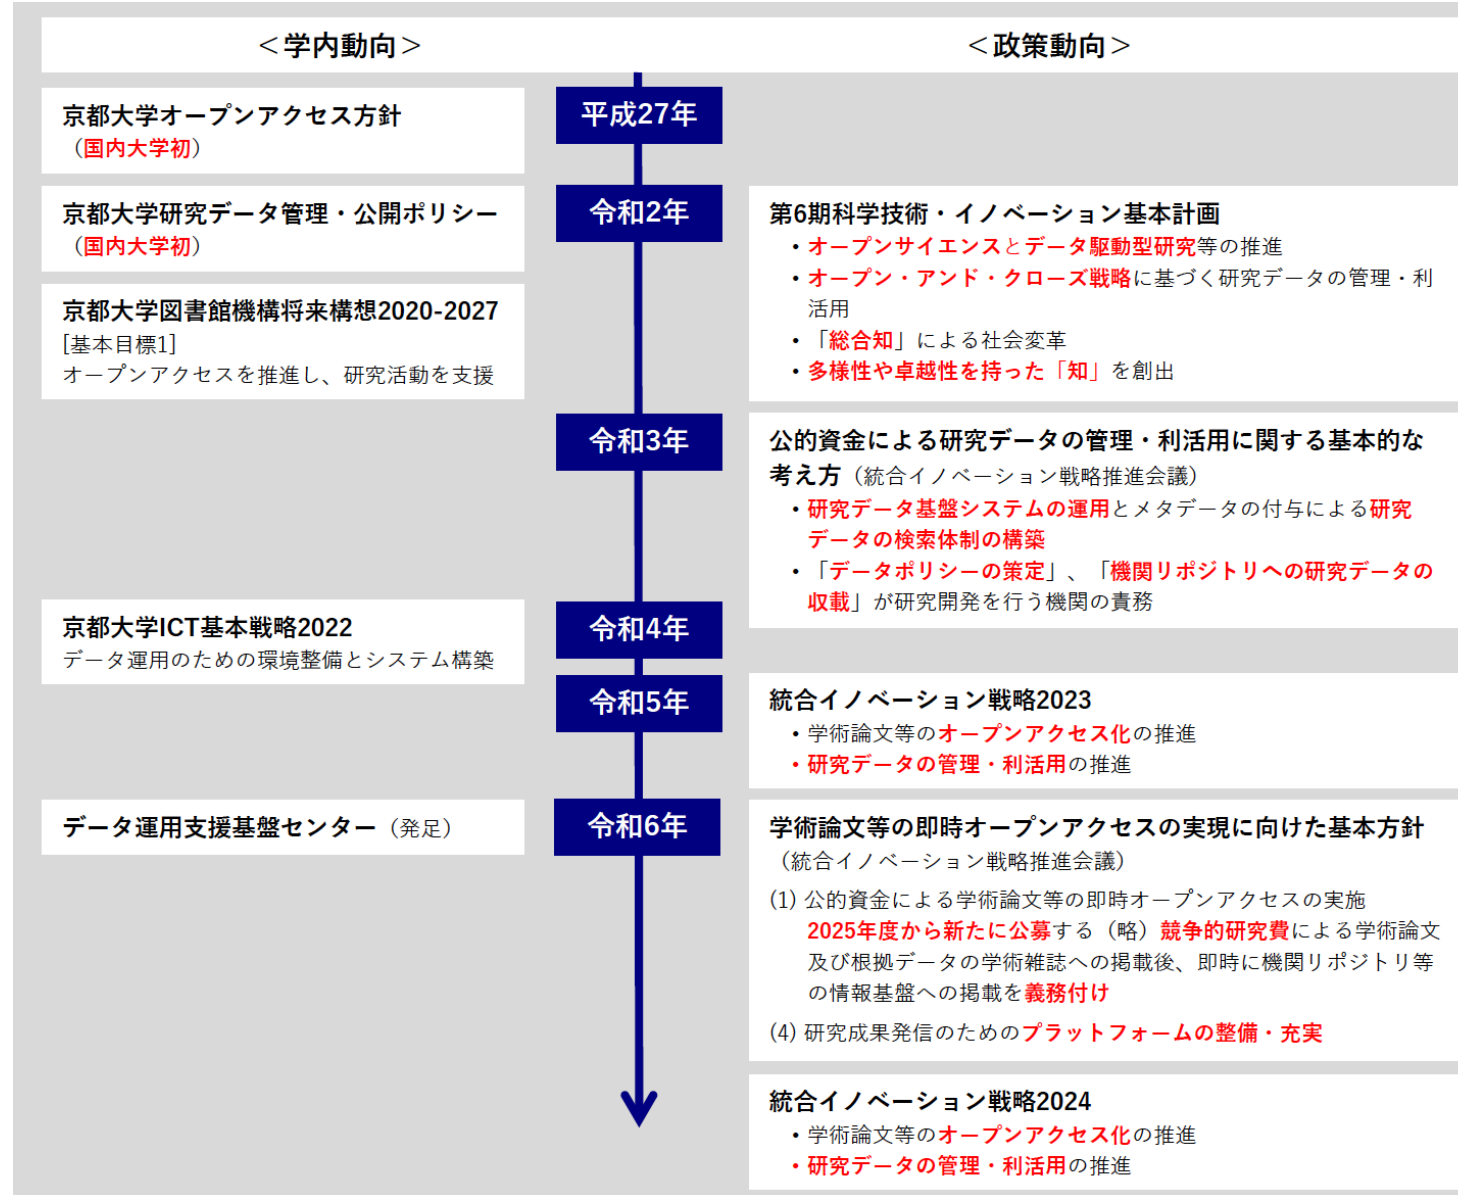 ＜学内動向＞
＜政策動向＞
平成27年
京都大学オープンアクセス方針
（国内大学初）
令和2年
京都大学研究データ管理・公開ポリシー
（国内大学初）
京都大学図書館機構将来構想2020-2027
[基本目標1]
オープンアクセスを推進し、研究活動を支援
第6期科学技術・イノベーション基本計画
・オープンサイエンスとデータ駆動型研究等の推進
・オープン・アンド・クローズ戦略に基づく研究データの管理・利
活用
・「総合知」による社会変革
・多様性や卓越性を持った「知」を創出
令和3年
公的資金による研究データの管理・利活用に関する基本的な
考え方（統合イノベーション戦略推進会議）
・研究データ基盤システムの運用とメタデータの付与による研究
データの検索体制の構築
・「データポリシーの策定」、「機関リポジトリへの研究データの
収載」が研究開発を行う機関の責務
令和4年
京都大学ICT基本戦略2022
データ運用のための環境整備とシステム構築
令和5年
統合イノベーション戦略2023
・学術論文等のオープンアクセス化の推進
・研究データの管理・利活用の推進
令和6年
データ運用支援基盤センター（発足）
学術論文等の即時オープンアクセスの実現に向けた基本方針
（統合イノベーション戦略推進会議）
(1) 公的資金による学術論文等の即時オープンアクセスの実施
2025年度から新たに公募する（略）競争的研究費による学術論文
及び根拠データの学術雑誌への掲載後、即時に機関リポジトリ等
の情報基盤への掲載を義務付け
(4) 研究成果発信のためのプラットフォームの整備・充実
統合イノベーション戦略2024
・学術論文等のオープンアクセス化の推進
・研究データの管理・利活用の推進